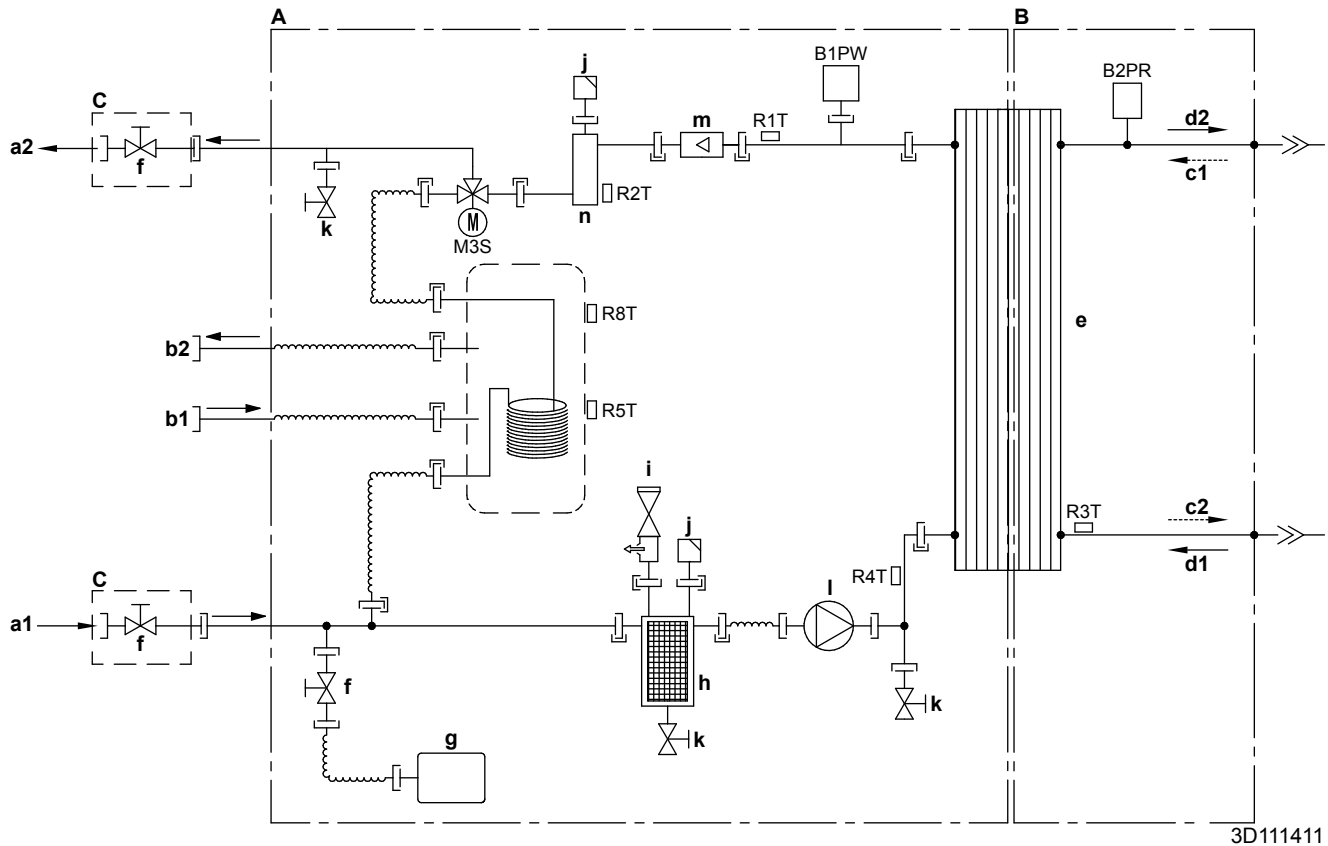 A
B
B1PW
B2PR
j
C
m
R1T
d2
a2
f
c1
k
R2T
n
M
M3S
R8T
e
b2
R5T
b1
i
R3T
c2
j
d1
C
R4T
l
a1
f
h
f
k
k
g
3D111411